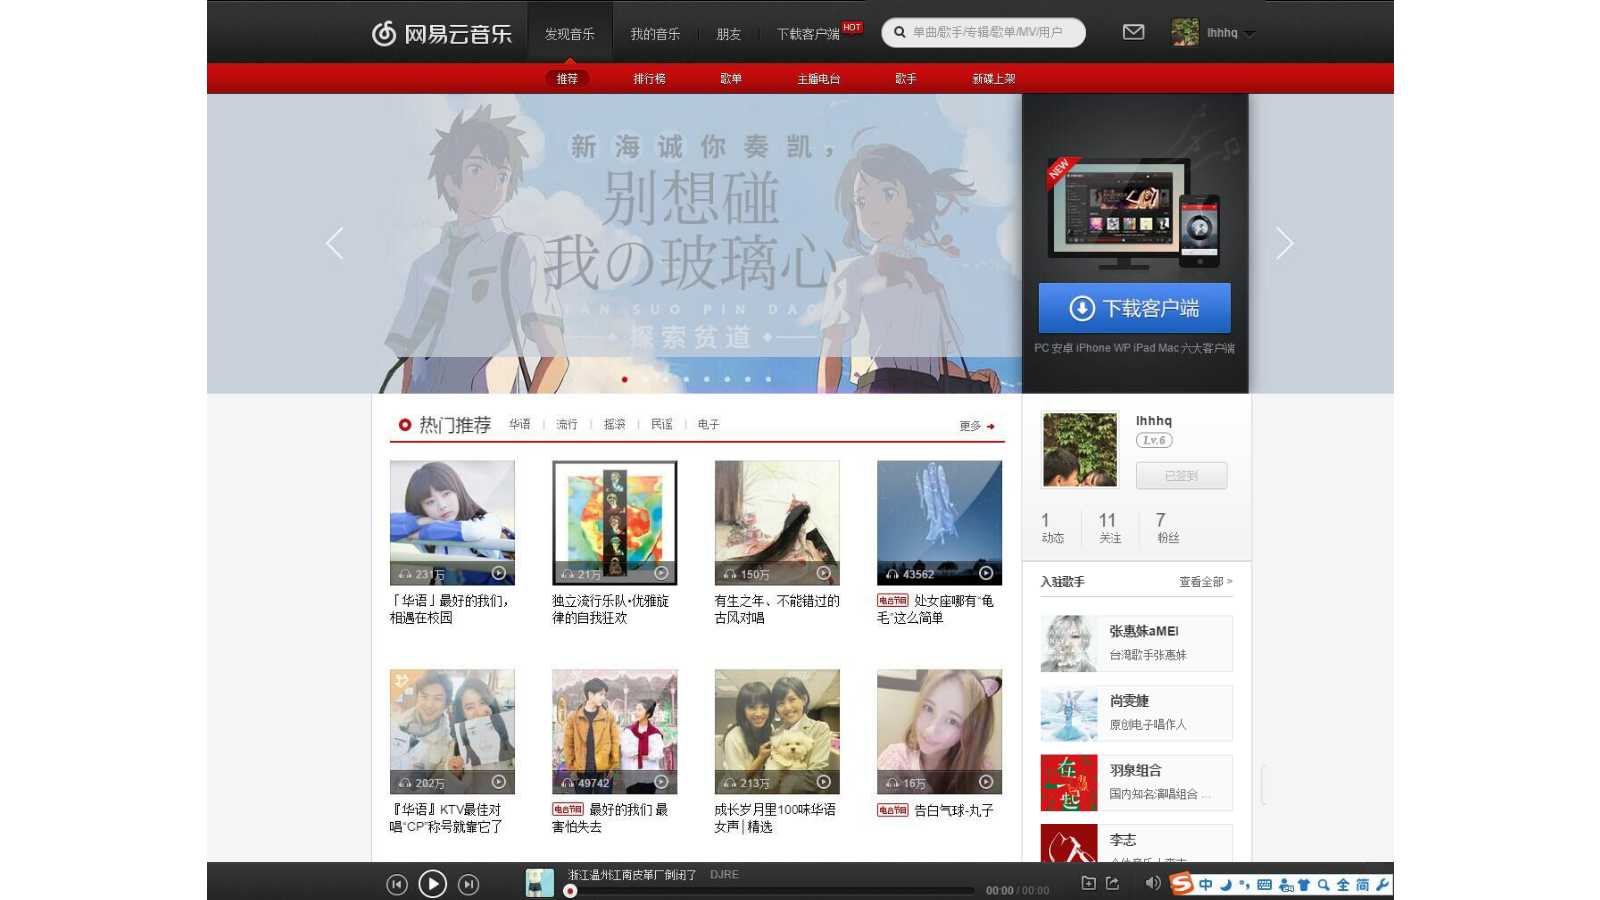 网易云音乐
发现音乐
我的音乐
朋友
下载客户端
HOT
单曲/歌手/专辑/歌单/MV/用户
lhhhq
推荐
排行榜
歌单
主播电台
歌手
新碟上架
新海诚你奏凯，
别想碰
我の玻璃心
TAN SUO PIN DAO
探索贫道
NEW
下载客户端
PC 安卓 iPhone WP iPad Mac 六大客户端
热门推荐
华语
流行
摇滚
民谣
电子
更多
231万
21万
150万
43562
「华语」最好的我们，
相遇在校园
独立流行乐队•优雅旋
律的自我狂欢
有生之年、不能错过的
古风对唱
电台节目 处女座哪有“龟
毛”这么简单
202万
49742
213万
16万
『华语』KTV最佳对
唱“CP”称号就靠它了
电台节目 最好的我们 最
害怕失去
成长岁月里100味华语
女声 | 精选
电台节目 告白气球-丸子
lhhhq
Lv.6
已签到
1
动态
11
关注
7
粉丝
入驻歌手
查看全部 >
张惠妹aMEI
台湾歌手张惠妹
尚雯婕
原创电子唱作人
羽泉组合
国内知名演唱组合 ...
李志
浙江温州江南皮革厂倒闭了 DJRE
00:00 / 00:00
中
全
简